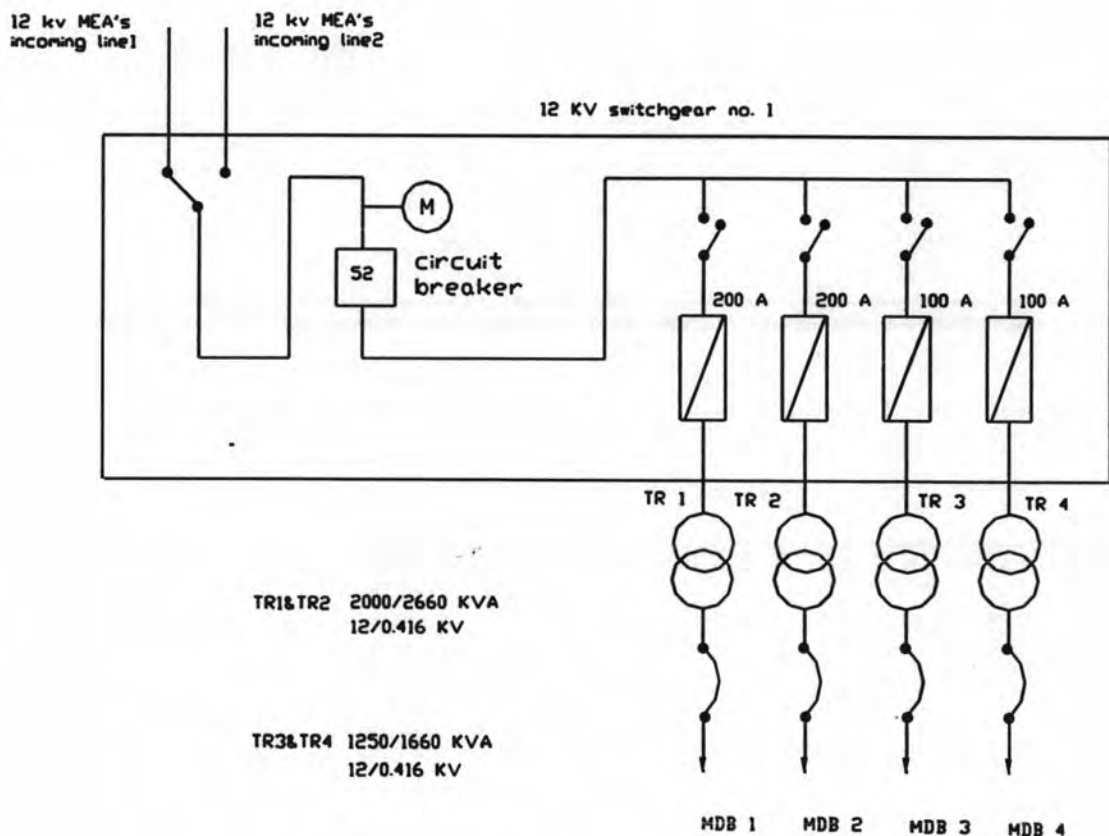 12 kv MEA's
incoming line1
12 kv MEA's
incoming line2
12 KV switchgear no. 1
M
52
circuit
breaker
200 A
200 A
100 A
100 A
TR 1
TR 2
TR 3
TR 4
TR1&TR2 2000/2660 KVA
12/0.416 KV
TR3&TR4 1250/1660 KVA
12/0.416 KV
MDB 1
MDB 2
MDB 3
MDB 4